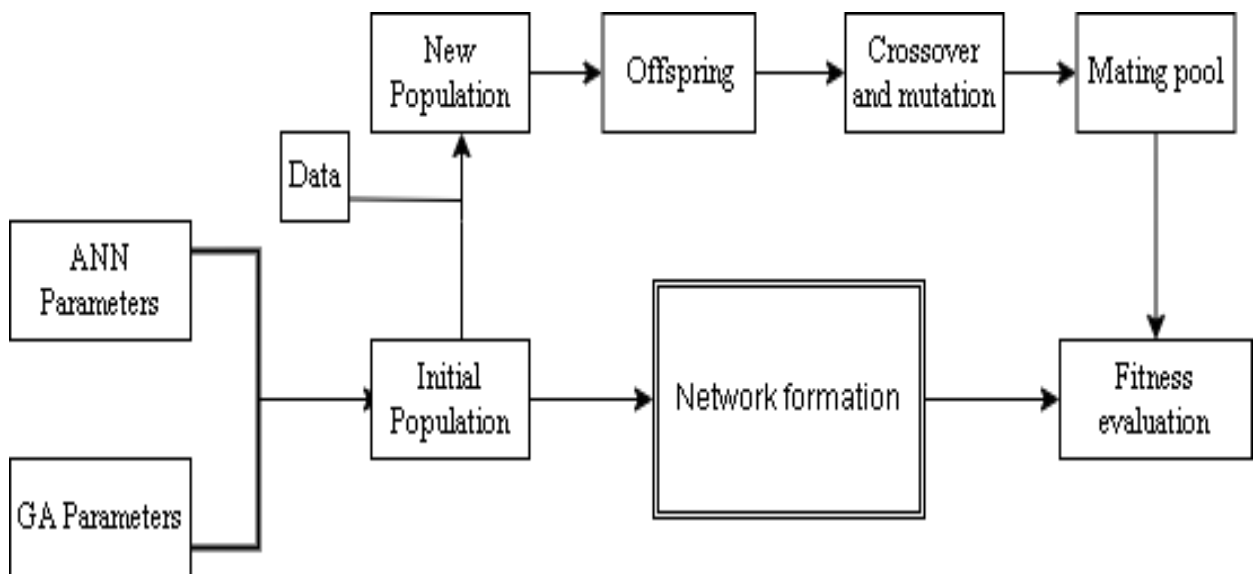 New
Population
Offspring
Crossover
and mutation
Mating pool
Data
ANN
Parameters
Initial
Population
Network formation
Fitness
evaluation
GA Parameters